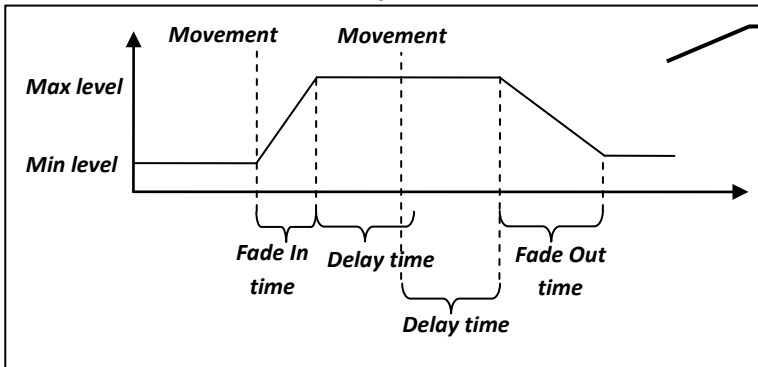 Movement Movement
Max level
Min level
Fade In
time
Delay time
Fade Out
time
Delay time